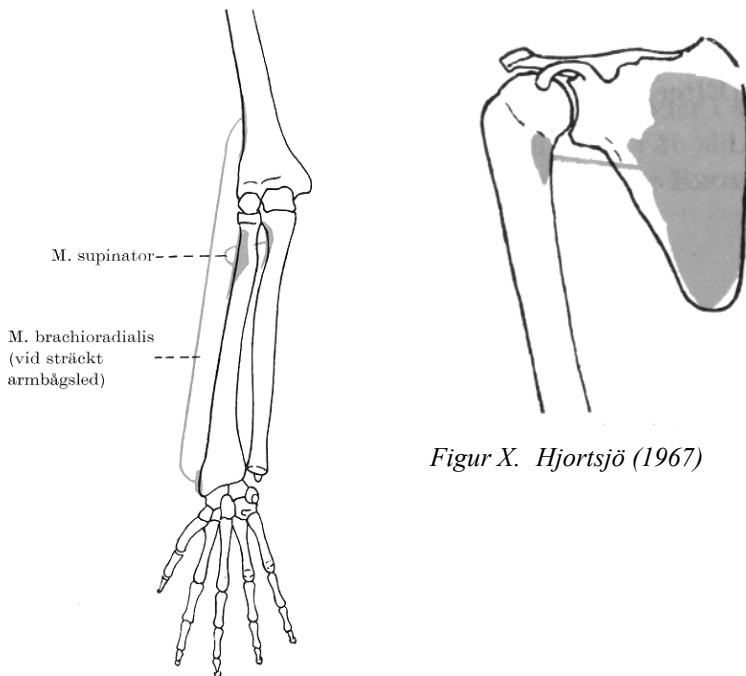 M. supinator
M. brachioradialis
(vid sträckt
armbågsled)
Figur X. Hjortsjö (1967)